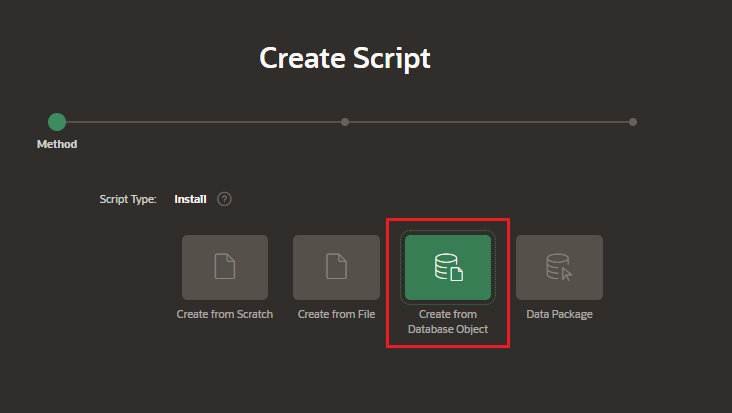 Create Script
Method
Script Type: Install ?
Create from Scratch
Create from File
Create from
Database Object
Data Package